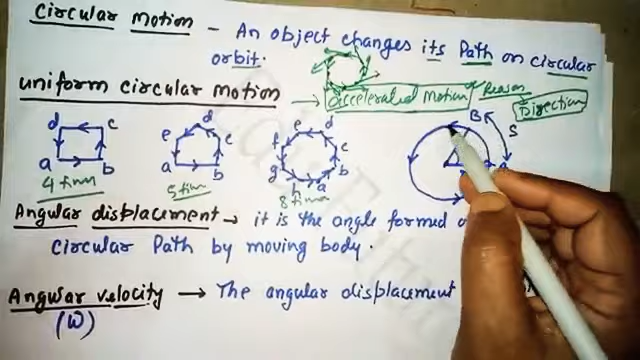 Circular motion - An object changes its Path on circular
orbit.
uniform circular motion → Accelerated Motion Reason
Direction
d c e d c e d B
f c S
a b a b g h a b A
4 time 5 time 8 time
Angular displacement → it is the angle formed
circular Path by moving body.
Angular velocity → The angular displacement
(W)